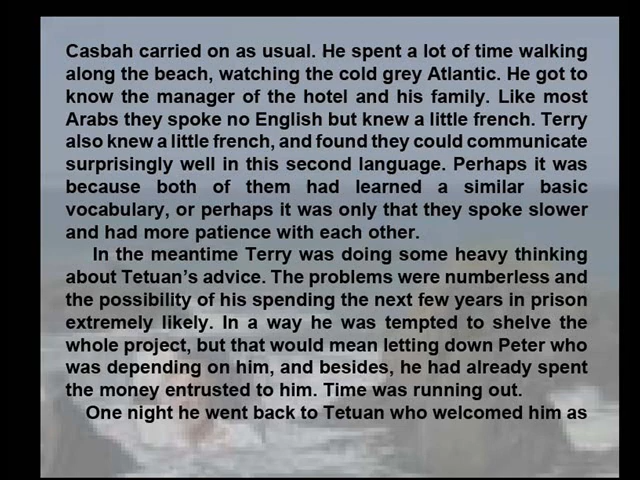 Casbah carried on as usual. He spent a lot of time walking
along the beach, watching the cold grey Atlantic. He got to
know the manager of the hotel and his family. Like most
Arabs they spoke no English but knew a little french. Terry
also knew a little french, and found they could communicate
surprisingly well in this second language. Perhaps it was
because both of them had learned a similar basic
vocabulary, or perhaps it was only that they spoke slower
and had more patience with each other.
In the meantime Terry was doing some heavy thinking
about Tetuan's advice. The problems were numberless and
the possibility of his spending the next few years in prison
extremely likely. In a way he was tempted to shelve the
whole project, but that would mean letting down Peter who
was depending on him, and besides, he had already spent
the money entrusted to him. Time was running out.
One night he went back to Tetuan who welcomed him as